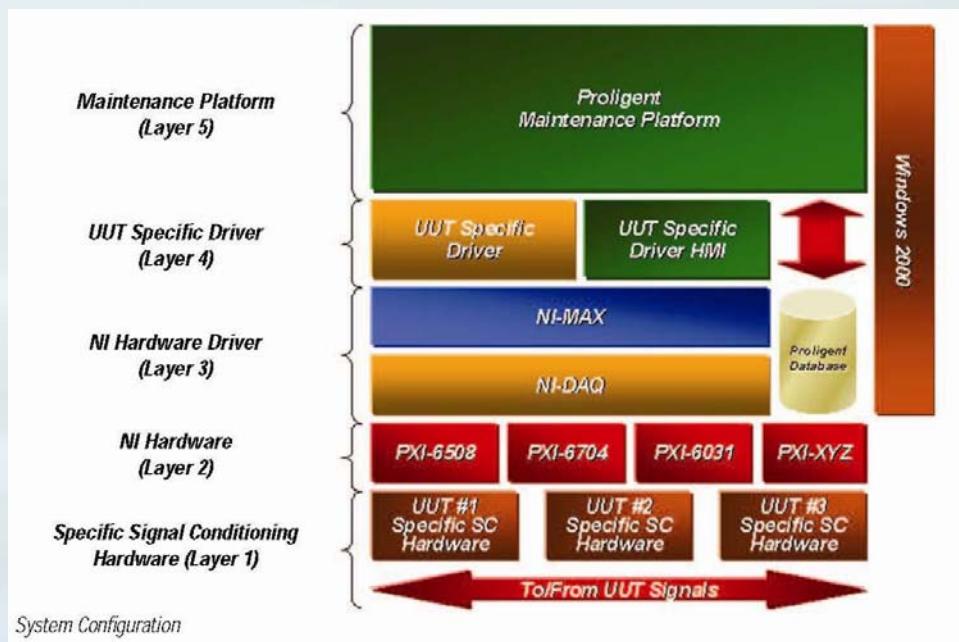 Maintenance Platform
(Layer 5)
Proligent
Maintenance Platform
Windows 2000
UUT Specific Driver
(Layer 4)
UUT Specific
Driver
UUT Specific
Driver HMI
NI Hardware Driver
(Layer 3)
NI-MAX
NI-DAQ
Proligent
Database
NI Hardware
(Layer 2)
PXI-6508
PXI-6704
PXI-6031
PXI-XYZ
Specific Signal Conditioning
Hardware (Layer 1)
UUT #1
Specific SC
Hardware
UUT #2
Specific SC
Hardware
UUT #3
Specific SC
Hardware
To/From UUT Signals
System Configuration